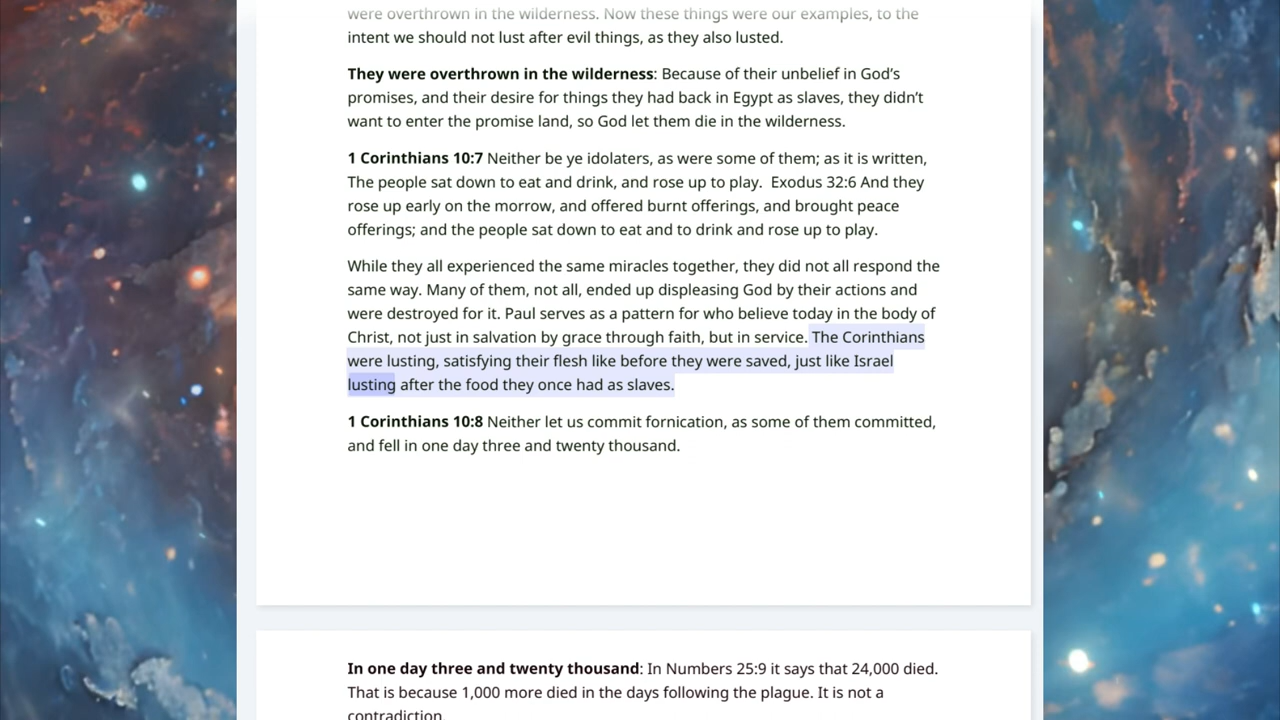 were overthrown in the wilderness. Now these things were our examples, to the
intent we should not lust after evil things, as they also lusted.
They were overthrown in the wilderness: Because of their unbelief in God’s
promises, and their desire for things they had back in Egypt as slaves, they didn’t
want to enter the promise land, so God let them die in the wilderness.
1 Corinthians 10:7 Neither be ye idolaters, as were some of them; as it is written,
The people sat down to eat and drink, and rose up to play.  Exodus 32:6 And they
rose up early on the morrow, and offered burnt offerings, and brought peace
offerings; and the people sat down to eat and to drink and rose up to play.
While they all experienced the same miracles together, they did not all respond the
same way. Many of them, not all, ended up displeasing God by their actions and
were destroyed for it. Paul serves as a pattern for who believe today in the body of
Christ, not just in salvation by grace through faith, but in service. The Corinthians
were lusting, satisfying their flesh like before they were saved, just like Israel
lusting after the food they once had as slaves.
1 Corinthians 10:8 Neither let us commit fornication, as some of them committed,
and fell in one day three and twenty thousand.
In one day three and twenty thousand: In Numbers 25:9 it says that 24,000 died.
That is because 1,000 more died in the days following the plague. It is not a
contradiction.